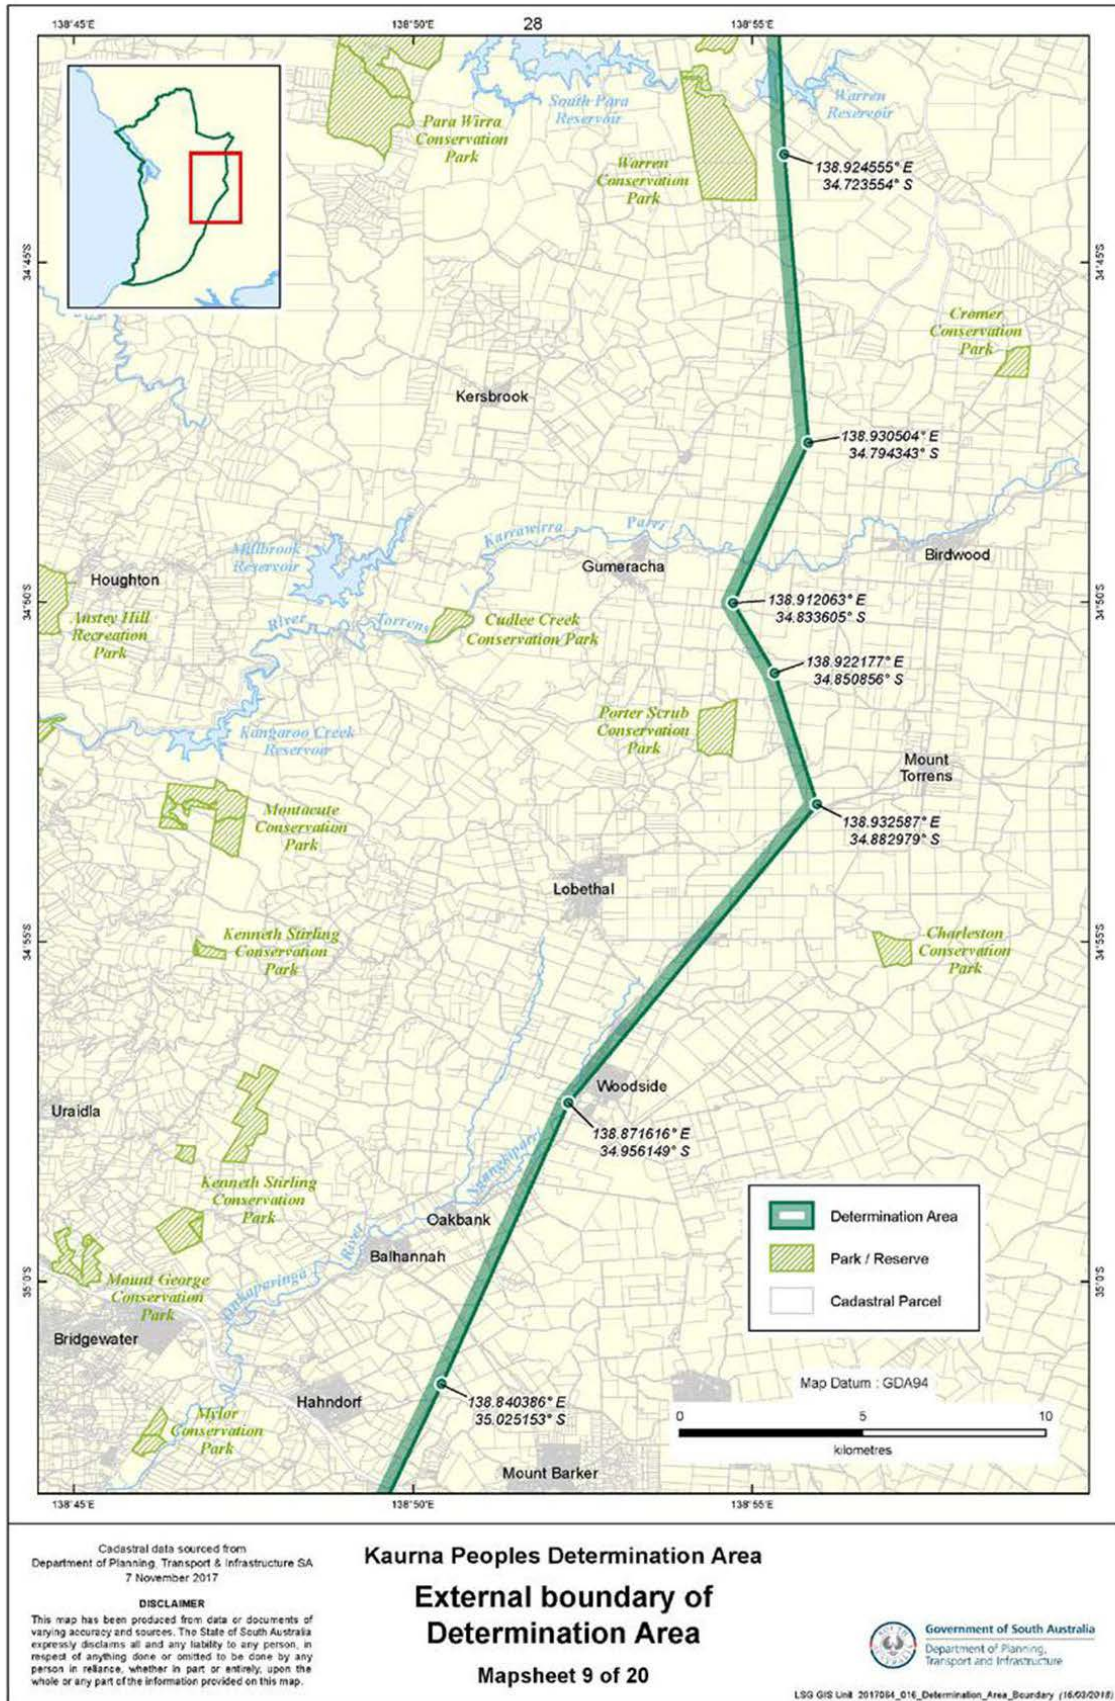 138°45'E
138°50'E
28
138°55'E
Para Wirra
Conservation
Park
South Para
Reservoir
Warren
Reservoir
Warren
Conservation
Park
138.924555° E
34.723554° S
34°45'S
34°45'S
Cromer
Conservation
Park
Kersbrook
138.930504° E
34.794343° S
Karrawirra Parri
Millbrook
Reservoir
Houghton
Gumeracha
Birdwood
34°50'S
34°50'S
138.912063° E
34.833605° S
Anstey Hill
Recreation
Park
River Torrens
Cudlee Creek
Conservation Park
138.922177° E
34.850856° S
Kangaroo Creek
Reservoir
Porter Scrub
Conservation
Park
Mount
Torrens
Montacute
Conservation
Park
138.932587° E
34.882979° S
Lobethal
Kenneth Stirling
Conservation
Park
34°55'S
34°55'S
Charleston
Conservation
Park
Woodside
Uraidla
138.871616° E
34.956149° S
Kenneth Stirling
Conservation
Park
Oakbank
Balhannah
Onkaparinga River
Mount George
Conservation
Park
35°0'S
35°0'S
Bridgewater
Determination Area
Park / Reserve
Cadastral Parcel
Hahndorf
138.840386° E
35.025153° S
Mylor
Conservation
Park
Mount Barker
Map Datum : GDA94
0
5
10
kilometres
138°45'E
138°50'E
138°55'E
Cadastral data sourced from
Department of Planning, Transport & Infrastructure SA
7 November 2017
DISCLAIMER
This map has been produced from data or documents of
varying accuracy and sources. The State of South Australia
expressly disclaims all and any liability to any person, in
respect of anything done or omitted to be done by any
person in reliance, whether in part or entirely, upon the
whole or any part of the information provided on this map.
Kaurna Peoples Determination Area
External boundary of
Determination Area
Mapsheet 9 of 20
Government of South Australia
Department of Planning,
Transport and Infrastructure
LSG GIS Unit 2017064_016_Determination_Area_Boundary (16/03/2018)